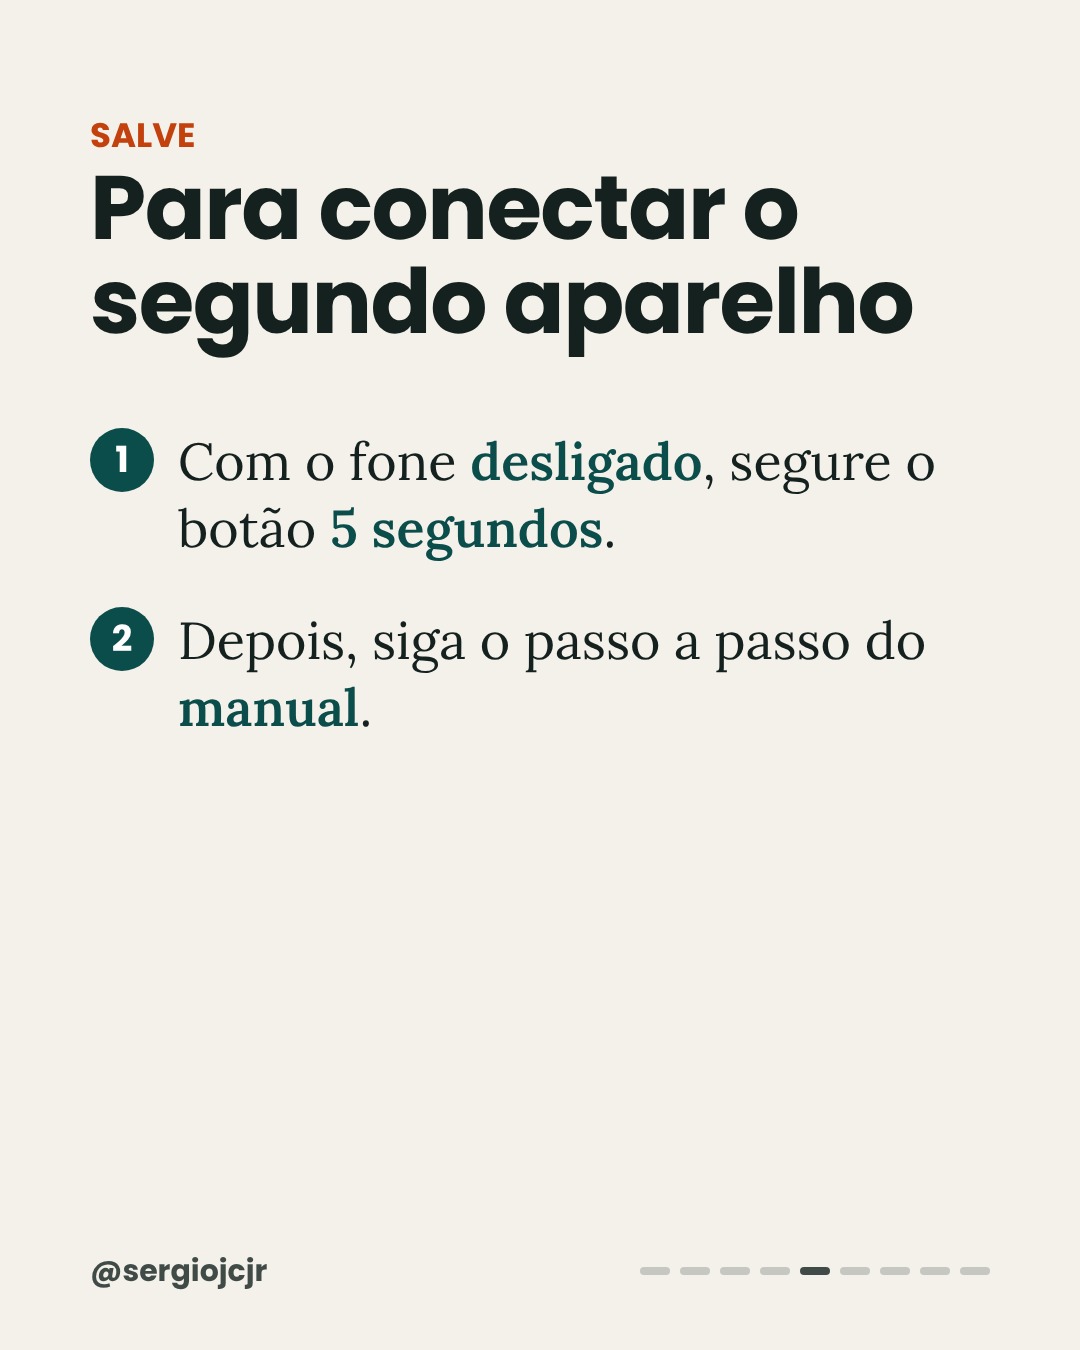 SALVE
Para conectar o
segundo aparelho
1 Com o fone desligado, segure o
botão 5 segundos.
2 Depois, siga o passo a passo do
manual.
@sergiojcjr